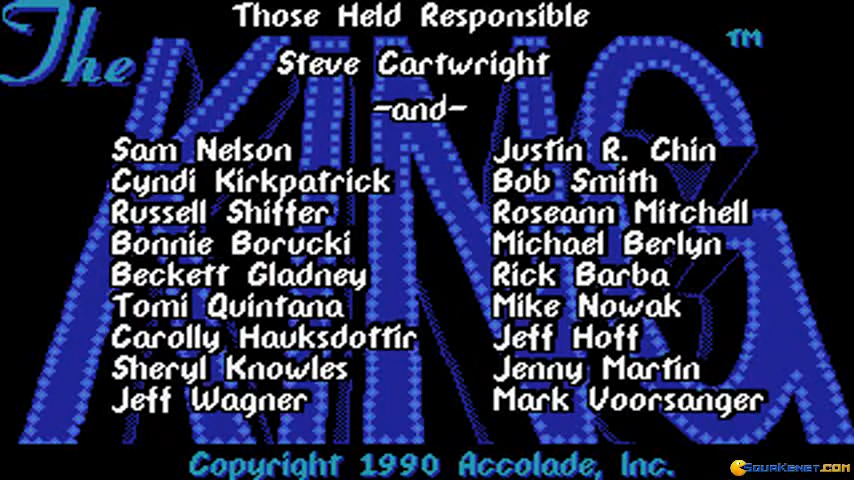 The KING™
Those Held Responsible
Steve Cartwright
-and-
Sam Nelson
Cyndi Kirkpatrick
Russell Shiffer
Bonnie Borucki
Beckett Gladney
Tomi Quintana
Carolly Hauksdottir
Sheryl Knowles
Jeff Wagner
Justin R. Chin
Bob Smith
Roseann Mitchell
Michael Berlyn
Rick Barba
Mike Nowak
Jeff Hoff
Jenny Martin
Mark Voorsanger
Copyright 1990 Accolade, Inc.
SquaKenet.com